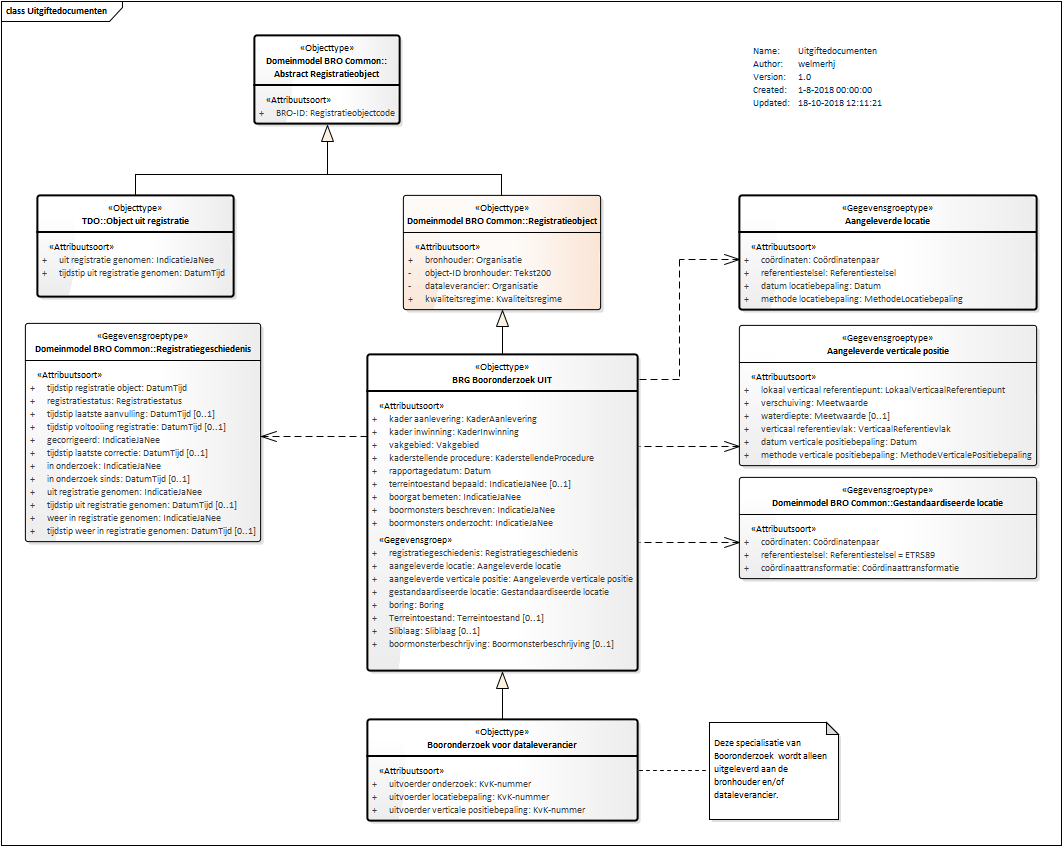 class Uitgiftedocumenten
«Objecttype»
Domeinmodel BRO Common::
Abstract Registratieobject
«Attribuutsoort»
+ BRO-ID: Registratieobjectcode
Name: Uitgiftedocumenten
Author: welmerhj
Version: 1.0
Created: 1-8-2018 00:00:00
Updated: 18-10-2018 12:11:21
«Objecttype»
TDO::Object uit registratie
«Attribuutsoort»
+ uit registratie genomen: IndicatieJaNee
+ tijdstip uit registratie genomen: DatumTijd
«Objecttype»
Domeinmodel BRO Common::Registratieobject
«Attribuutsoort»
+ bronhouder: Organisatie
- object-ID bronhouder: Tekst200
- dataleverancier: Organisatie
+ kwaliteitsregime: Kwaliteitsregime
«Gegevensgroeptype»
Aangeleverde locatie
«Attribuutsoort»
+ coördinaten: Coördinatenpaar
+ referentiestelsel: Referentiestelsel
+ datum locatiebepaling: Datum
+ methode locatiebepaling: MethodeLocatiebepaling
«Gegevensgroeptype»
Domeinmodel BRO Common::Registratiegeschiedenis
«Attribuutsoort»
+ tijdstip registratie object: DatumTijd
+ registratiestatus: Registratiestatus
+ tijdstip laatste aanvulling: DatumTijd [0..1]
+ tijdstip voltooiing registratie: DatumTijd [0..1]
+ gecorrigeerd: IndicatieJaNee
+ tijdstip laatste correctie: DatumTijd [0..1]
+ in onderzoek: IndicatieJaNee
+ in onderzoek sinds: DatumTijd [0..1]
+ uit registratie genomen: IndicatieJaNee
+ tijdstip uit registratie genomen: DatumTijd [0..1]
+ weer in registratie genomen: IndicatieJaNee
+ tijdstip weer in registratie genomen: DatumTijd [0..1]
«Objecttype»
BRG Booronderzoek UIT
«Attribuutsoort»
+ kader aanlevering: KaderAanlevering
+ kader inwinning: KaderInwinning
+ vakgebied: Vakgebied
+ kaderstellende procedure: KaderstellendeProcedure
+ rapportagedatum: Datum
+ terreintoestand bepaald: IndicatieJaNee [0..1]
+ boorgat bemeten: IndicatieJaNee
+ boormonsters beschreven: IndicatieJaNee
+ boormonsters onderzocht: IndicatieJaNee
«Gegevensgroep»
+ registratiegeschiedenis: Registratiegeschiedenis
+ aangeleverde locatie: Aangeleverde locatie
+ aangeleverde verticale positie: Aangeleverde verticale positie
+ gestandaardiseerde locatie: Gestandaardiseerde locatie
+ boring: Boring
+ Terreintoestand: Terreintoestand [0..1]
+ Sliblaag: Sliblaag [0..1]
+ boormonsterbeschrijving: Boormonsterbeschrijving [0..1]
«Gegevensgroeptype»
Aangeleverde verticale positie
«Attribuutsoort»
+ lokaal verticaal referentiepunt: LokaalVerticaalReferentiepunt
+ verschuiving: Meetwaarde
+ waterdiepte: Meetwaarde [0..1]
+ verticaal referentievlak: VerticaalReferentievlak
+ datum verticale positiebepaling: Datum
+ methode verticale positiebepaling: MethodeVerticalePositiebepaling
«Gegevensgroeptype»
Domeinmodel BRO Common::Gestandaardiseerde locatie
«Attribuutsoort»
+ coördinaten: Coördinatenpaar
+ referentiestelsel: Referentiestelsel = ETRS89
+ coördinaattransformatie: Coördinaattransformatie
«Objecttype»
Booronderzoek voor dataleverancier
«Attribuutsoort»
+ uitvoerder onderzoek: KvK-nummer
+ uitvoerder locatiebepaling: KvK-nummer
+ uitvoerder verticale positiebepaling: KvK-nummer
Deze specialisatie van
Booronderzoek wordt alleen
uitgeleverd aan de
bronhouder en/of
dataleverancier.